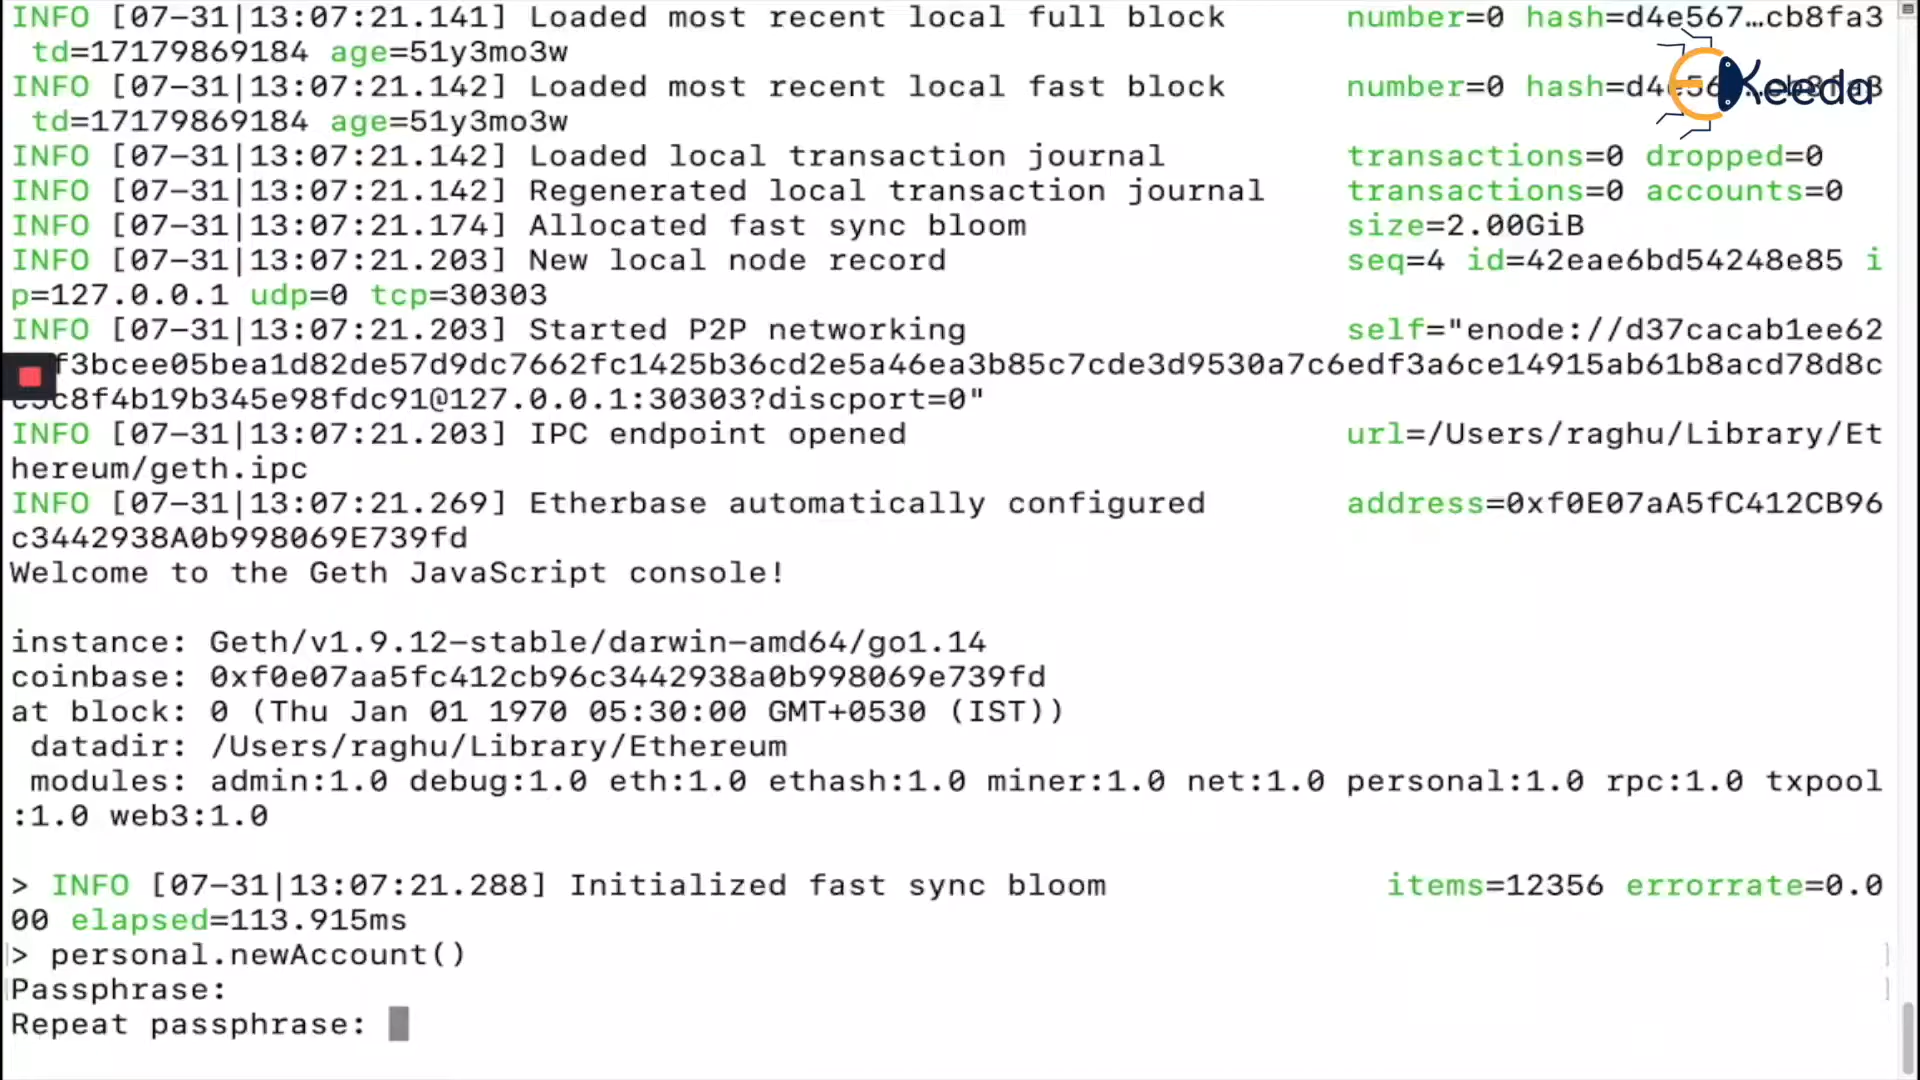 INFO [07-31|13:07:21.141] Loaded most recent local full block number=0 hash=d4e567…cb8fa3
td=17179869184 age=51y3mo3w
INFO [07-31|13:07:21.142] Loaded most recent local fast block number=0 hash=d4e567…cb8fa3
td=17179869184 age=51y3mo3w
Keeda
INFO [07-31|13:07:21.142] Loaded local transaction journal transactions=0 dropped=0
INFO [07-31|13:07:21.142] Regenerated local transaction journal transactions=0 accounts=0
INFO [07-31|13:07:21.174] Allocated fast sync bloom size=2.00GiB
INFO [07-31|13:07:21.203] New local node record seq=4 id=42eae6bd54248e85 i
p=127.0.0.1 udp=0 tcp=30303
INFO [07-31|13:07:21.203] Started P2P networking self="enode://d37cacab1ee62
f3bcee05bea1d82de57d9dc7662fc1425b36cd2e5a46ea3b85c7cde3d9530a7c6edf3a6ce14915ab61b8acd78d8c
c5c8f4b19b345e98fdc91@127.0.0.1:30303?discport=0"
INFO [07-31|13:07:21.203] IPC endpoint opened url=/Users/raghu/Library/Et
hereum/geth.ipc
INFO [07-31|13:07:21.269] Etherbase automatically configured address=0xf0E07aA5fC412CB96
c3442938A0b998069E739fd
Welcome to the Geth JavaScript console!
instance: Geth/v1.9.12-stable/darwin-amd64/go1.14
coinbase: 0xf0e07aa5fc412cb96c3442938a0b998069e739fd
at block: 0 (Thu Jan 01 1970 05:30:00 GMT+0530 (IST))
datadir: /Users/raghu/Library/Ethereum
modules: admin:1.0 debug:1.0 eth:1.0 ethash:1.0 miner:1.0 net:1.0 personal:1.0 rpc:1.0 txpool
:1.0 web3:1.0
> INFO [07-31|13:07:21.288] Initialized fast sync bloom items=12356 errorrate=0.0
00 elapsed=113.915ms
> personal.newAccount()
Passphrase:
Repeat passphrase: